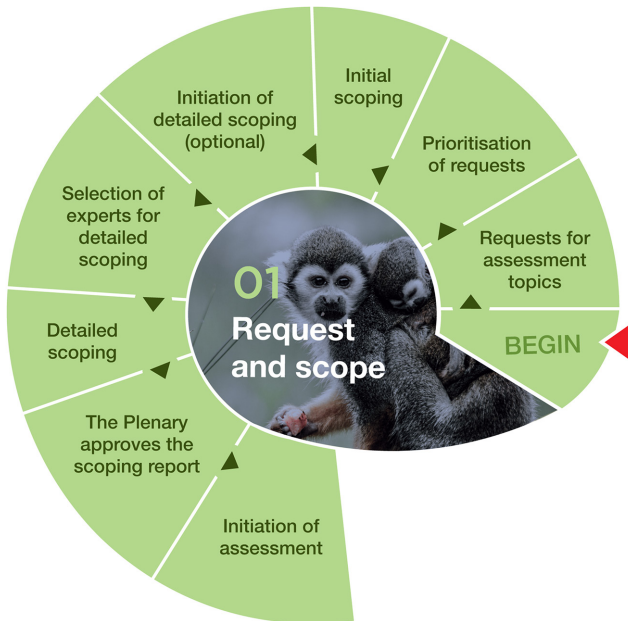 01
Request
and scope
BEGIN
Requests for
assessment
topics
Prioritisation
of requests
Initial
scoping
Initiation of
detailed scoping
(optional)
Selection of
experts for
detailed
scoping
Detailed
scoping
The Plenary
approves the
scoping report
Initiation of
assessment